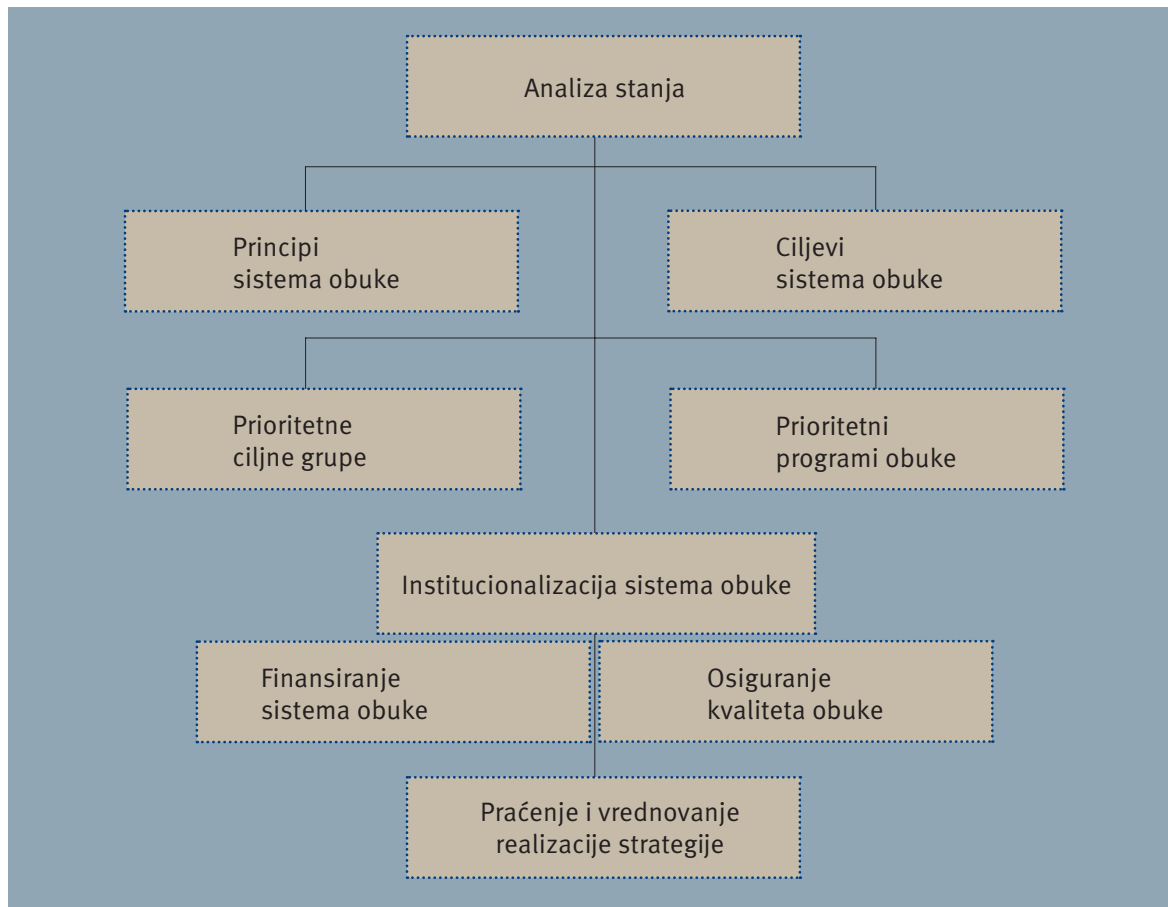 Analiza stanja
Principi
sistema obuke
Ciljevi
sistema obuke
Prioritetne
ciljne grupe
Prioritetni
programi obuke
Institucionalizacija sistema obuke
Finansiranje
sistema obuke
Osiguranje
kvaliteta obuke
Praćenje i vrednovanje
realizacije strategije